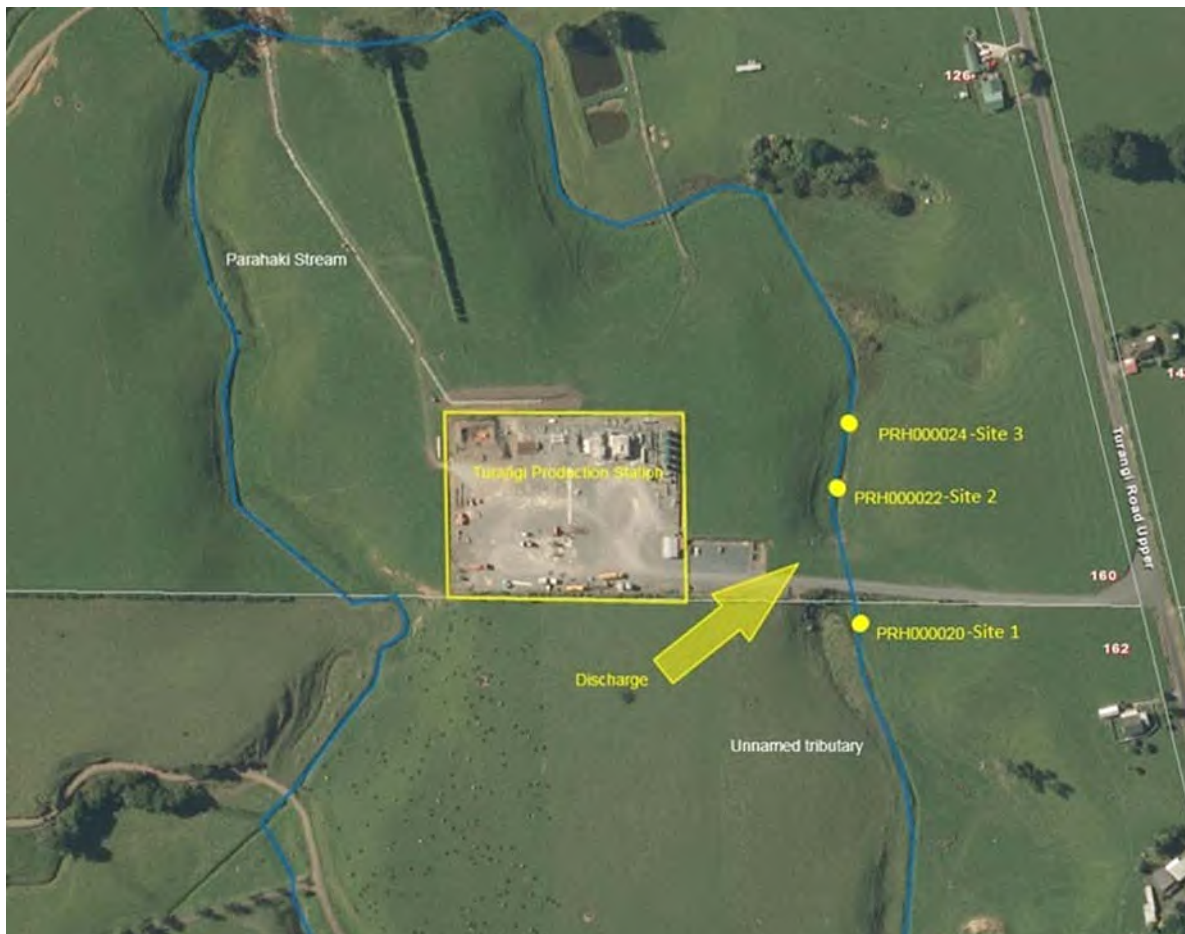 126
Parahaki Stream
14
PRH000024-Site 3
Turangi Production Station
PRH000022-Site 2
Turangi Road Upper
160
PRH000020-Site 1
162
Discharge
Unnamed tributary